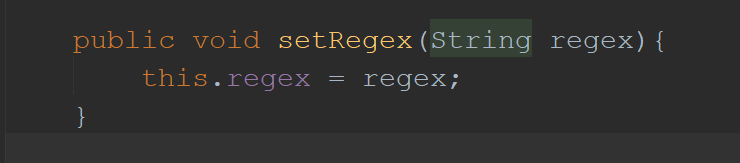 public void setRegex(String regex){
    this.regex = regex;
}